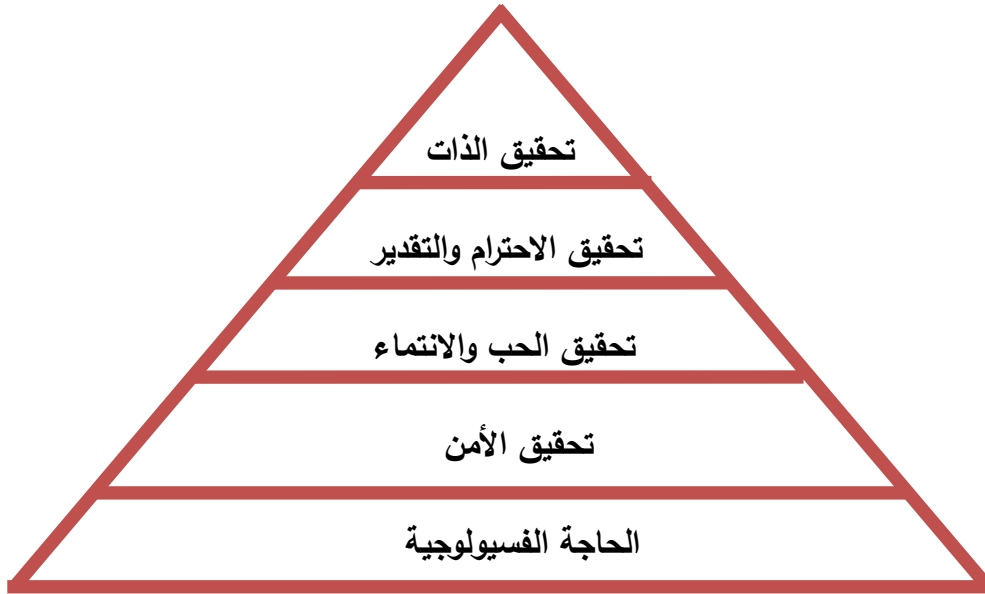 تحقيق الذات
تحقيق الاحترام والتقدير
تحقيق الحب والانتماء
تحقيق الأمن
الحاجة الفسيولوجية